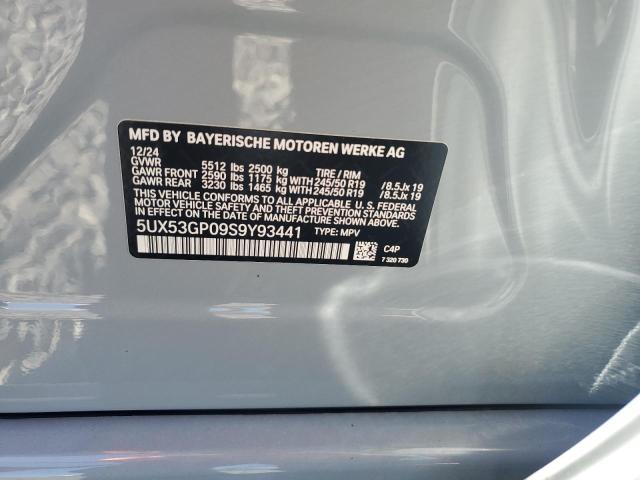 MFD BY BAYERISCHE MOTOREN WERKE AG
12/24
GVWR 5512 lbs 2500 kg TIRE / RIM
GAWR FRONT 2590 lbs 1175 kg WITH 245/50 R19 /8.5Jx 19
GAWR REAR 3230 lbs 1465 kg WITH 245/50 R19 /8.5Jx 19
THIS VEHICLE CONFORMS TO ALL APPLICABLE U.S. FEDERAL
MOTOR VEHICLE SAFETY AND THEFT PREVENTION STANDARDS
IN EFFECT ON THE DATE OF MANUFACTURE SHOWN ABOVE.
5UX53GP09S9Y93441 TYPE: MPV
C4P
7 320 730